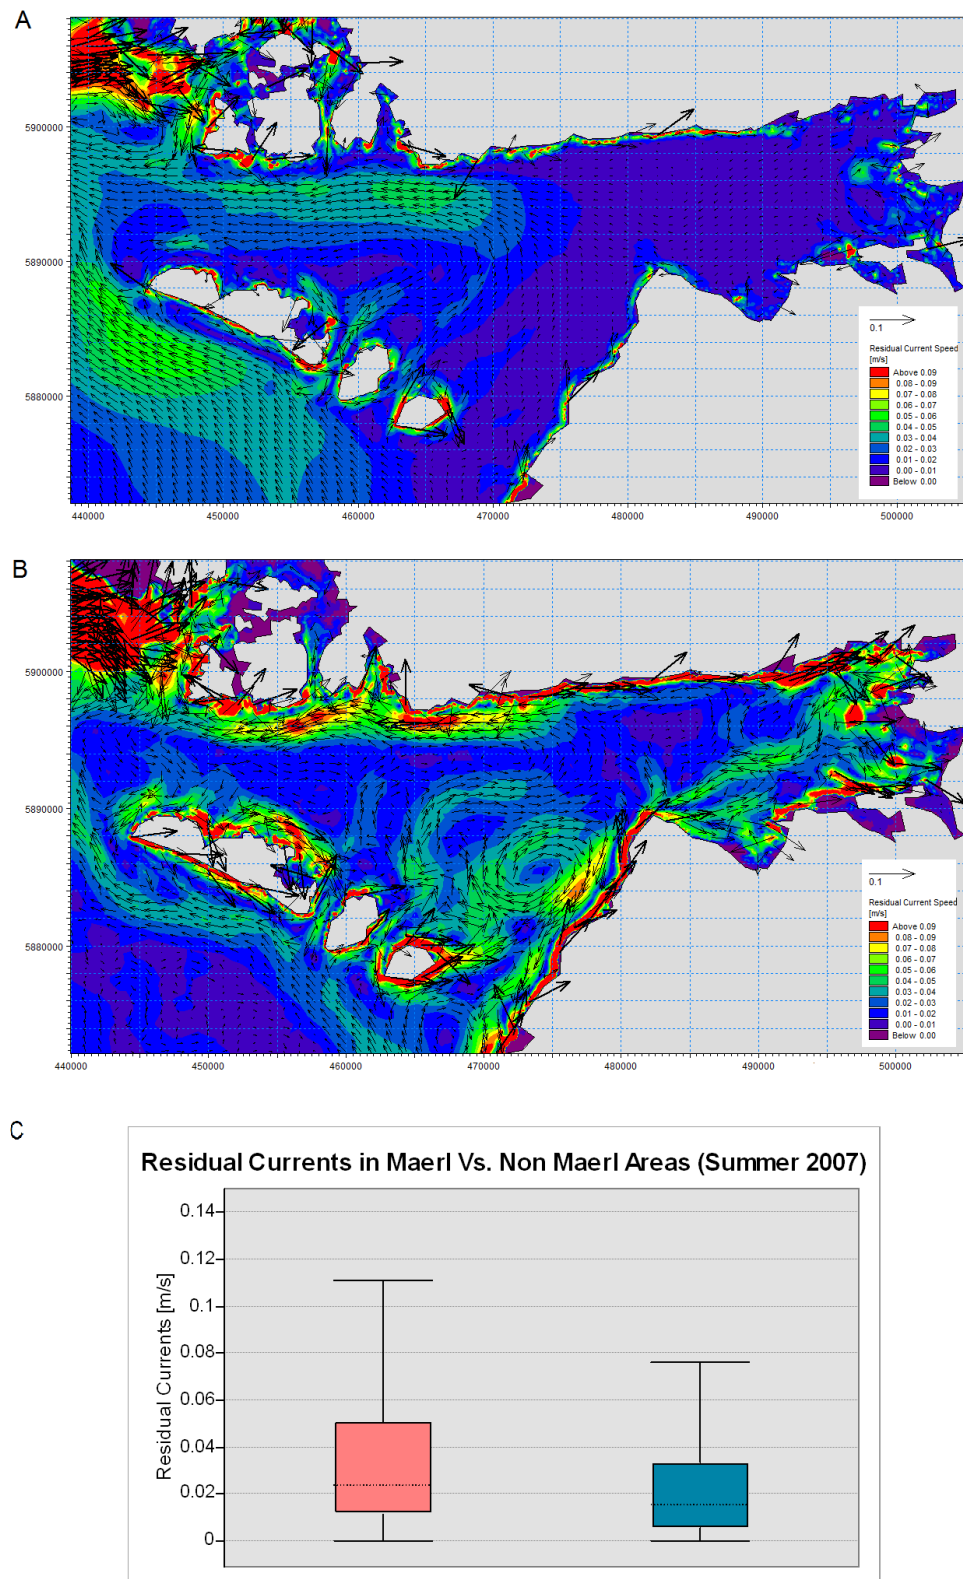 A
5900000
5890000
5880000
440000 450000 460000 470000 480000 490000 500000
0.1
Residual Current Speed
[m/s]
Above 0.09
0.08 - 0.09
0.07 - 0.08
0.06 - 0.07
0.05 - 0.06
0.04 - 0.05
0.03 - 0.04
0.02 - 0.03
0.01 - 0.02
0.00 - 0.01
Below 0.00
B
5900000
5890000
5880000
440000 450000 460000 470000 480000 490000 500000
0.1
Residual Current Speed
[m/s]
Above 0.09
0.08 - 0.09
0.07 - 0.08
0.06 - 0.07
0.05 - 0.06
0.04 - 0.05
0.03 - 0.04
0.02 - 0.03
0.01 - 0.02
0.00 - 0.01
Below 0.00
C
Residual Currents in Maerl Vs. Non Maerl Areas (Summer 2007)
Residual Currents [m/s]
0.14
0.12
0.1
0.08
0.06
0.04
0.02
0